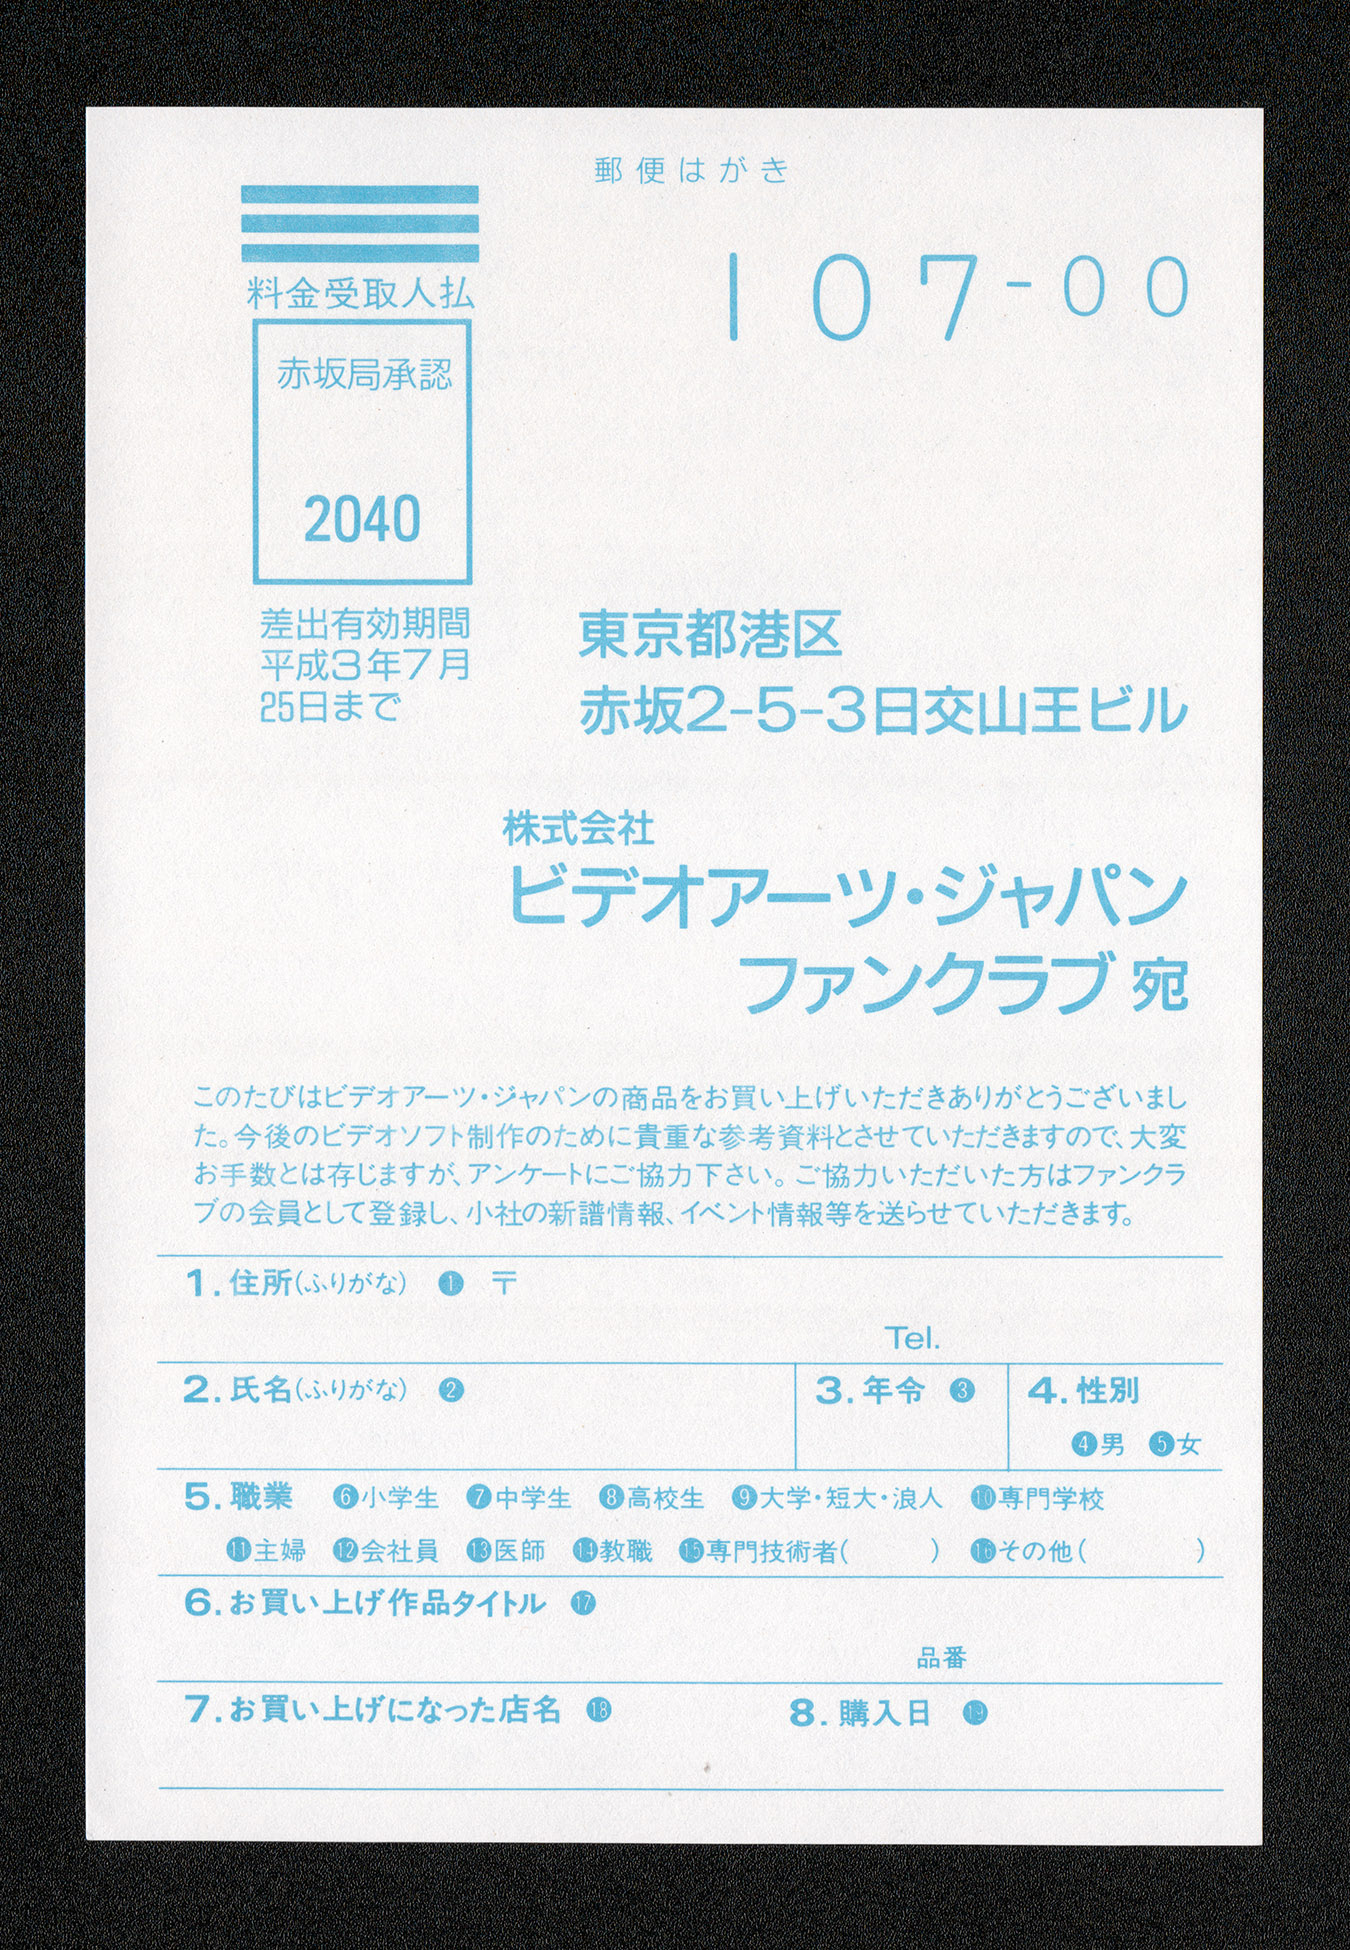 郵便はがき
料金受取人払
107-00
赤坂局承認
2040
差出有効期間
平成3年7月
25日まで
東京都港区
赤坂2-5-3日交山王ビル
株式会社
ビデオアーツ・ジャパン
ファンクラブ 宛
このたびはビデオアーツ・ジャパンの商品をお買い上げいただきありがとうございまし
た。今後のビデオソフト制作のために貴重な参考資料とさせていただきますので、大変
お手数とは存じますが、アンケートにご協力下さい。ご協力いただいた方はファンクラ
ブの会員として登録し、小社の新譜情報、イベント情報等を送らせていただきます。
1.住所(ふりがな) ❶ 〒
Tel.
2.氏名(ふりがな) ❷ 3.年令 ❸ 4.性別
❹男 ❺女
5.職業 ❻小学生 ❼中学生 ❽高校生 ❾大学・短大・浪人 ❿専門学校
⓫主婦 ⓬会社員 ⓭医師 ⓮教職 ⓯専門技術者( ) ⓰その他( )
6.お買い上げ作品タイトル ⓱
品番
7.お買い上げになった店名 ⓲ 8.購入日 ⓳